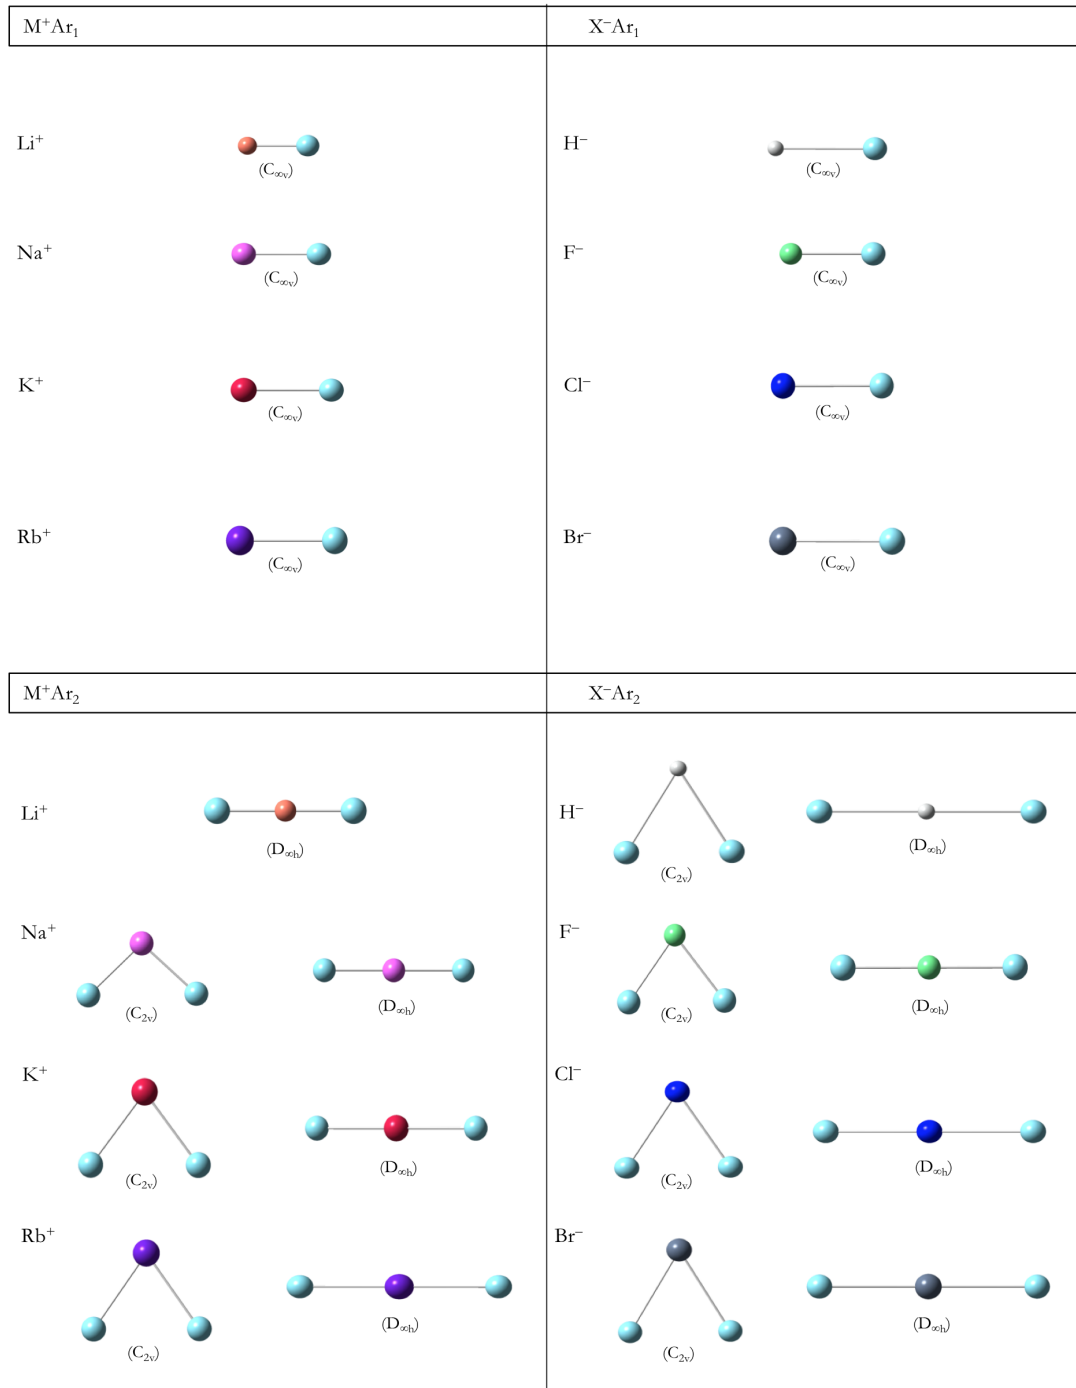 M⁺Ar₁ X⁻Ar₁
Li⁺ H⁻
(C∞v) (C∞v)
Na⁺ F⁻
(C∞v) (C∞v)
K⁺ Cl⁻
(C∞v) (C∞v)
Rb⁺ Br⁻
(C∞v) (C∞v)
M⁺Ar₂ X⁻Ar₂
Li⁺ H⁻
(D∞h) (D∞h)
(C₂v)
Na⁺ F⁻
(C₂v) (D∞h) (C₂v) (D∞h)
K⁺ Cl⁻
(C₂v) (D∞h) (C₂v) (D∞h)
Rb⁺ Br⁻
(C₂v) (D∞h) (C₂v) (D∞h)